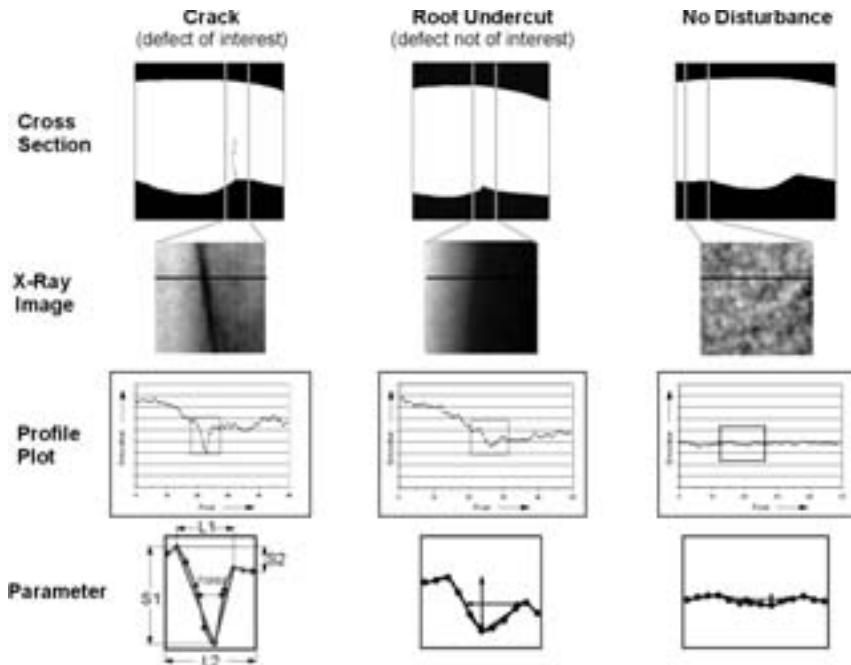 Crack
(defect of interest)
Root Undercut
(defect not of interest)
No Disturbance
Cross
Section
X-Ray
Image
Profile
Plot
Parameter
L1
S1
S2
L2